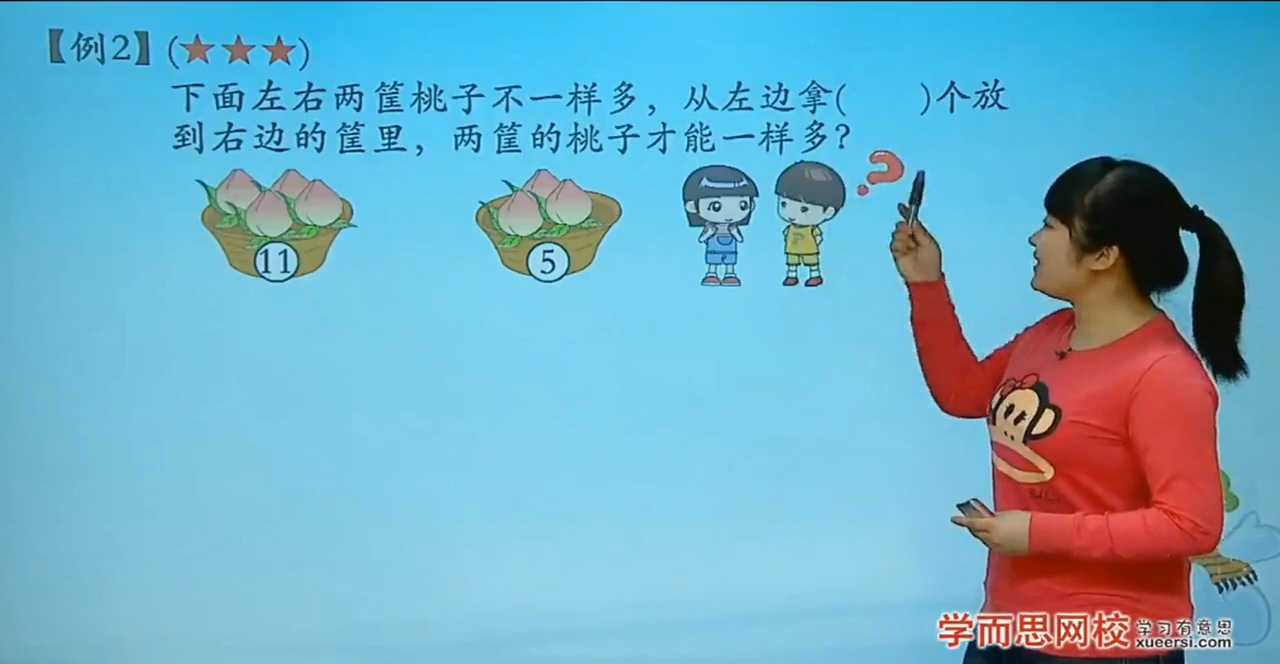 【例2】(★★★)
下面左右两筐桃子不一样多，从左边拿(　　)个放
到右边的筐里，两筐的桃子才能一样多？
11
5
学而思网校
学习有意思
xueersi.com